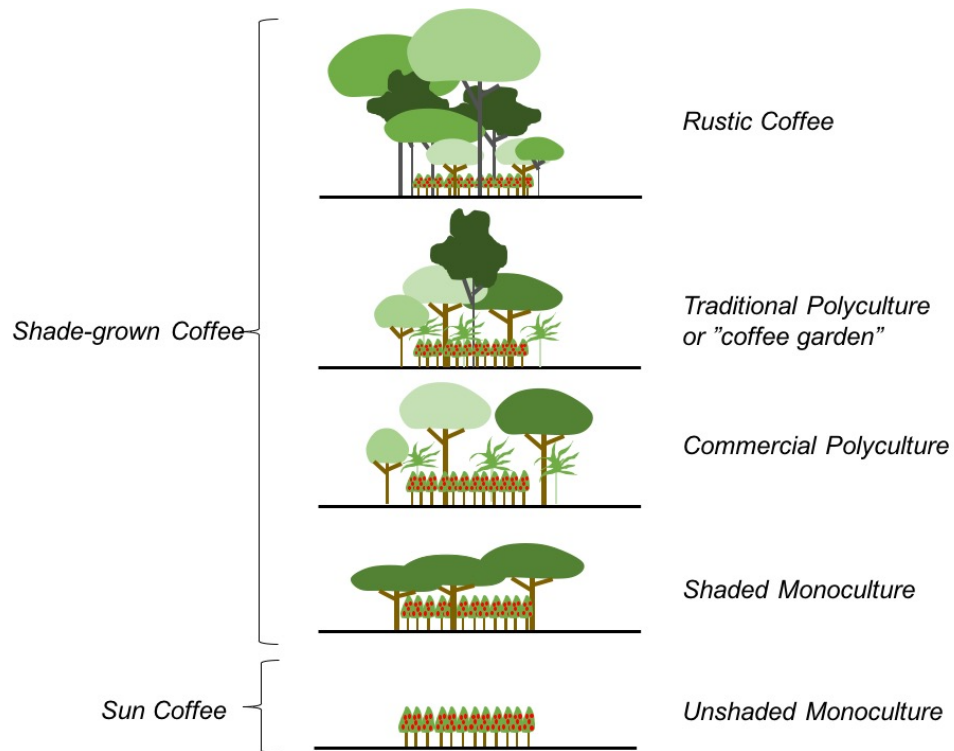 Rustic Coffee
Shade-grown Coffee
Traditional Polyculture
or ”coffee garden”
Commercial Polyculture
Shaded Monoculture
Sun Coffee
Unshaded Monoculture